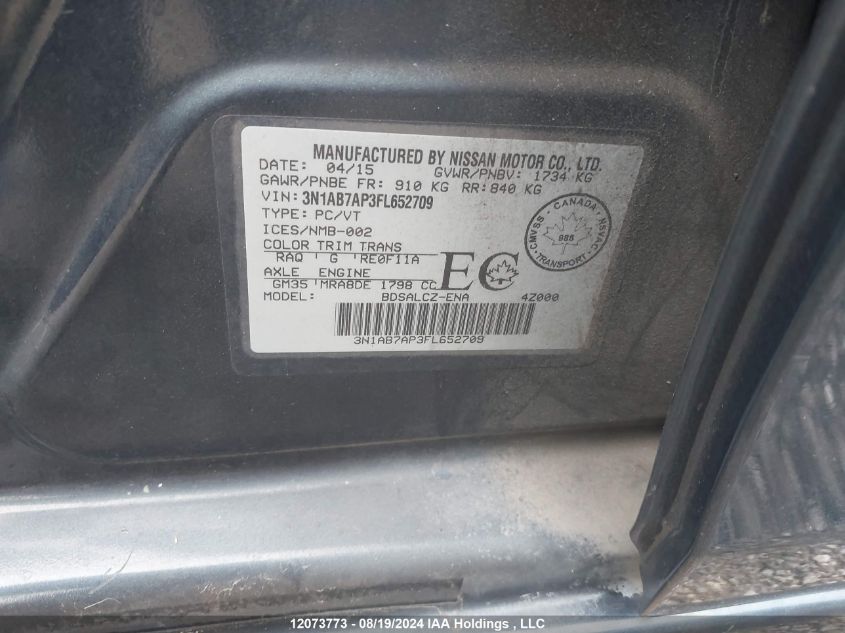 MANUFACTURED BY NISSAN MOTOR CO., LTD.
DATE: 04/15 GVWR/PNBV: 1734 KG
GAWR/PNBE FR: 910 KG RR: 840 KG
VIN: 3N1AB7AP3FL652709
TYPE: PC/VT
ICES/NMB-002
COLOR TRIM TRANS
RAQ ' G 'RE0F11A
AXLE ENGINE
GM35 'MRA8DE 1798 CC
MODEL: BDSALCZ-ENA 4Z000
EC
CANADA
CMVSS NSVAC
985
TRANSPORT
3N1AB7AP3FL652709
12073773 - 08/19/2024 IAA Holdings, LLC